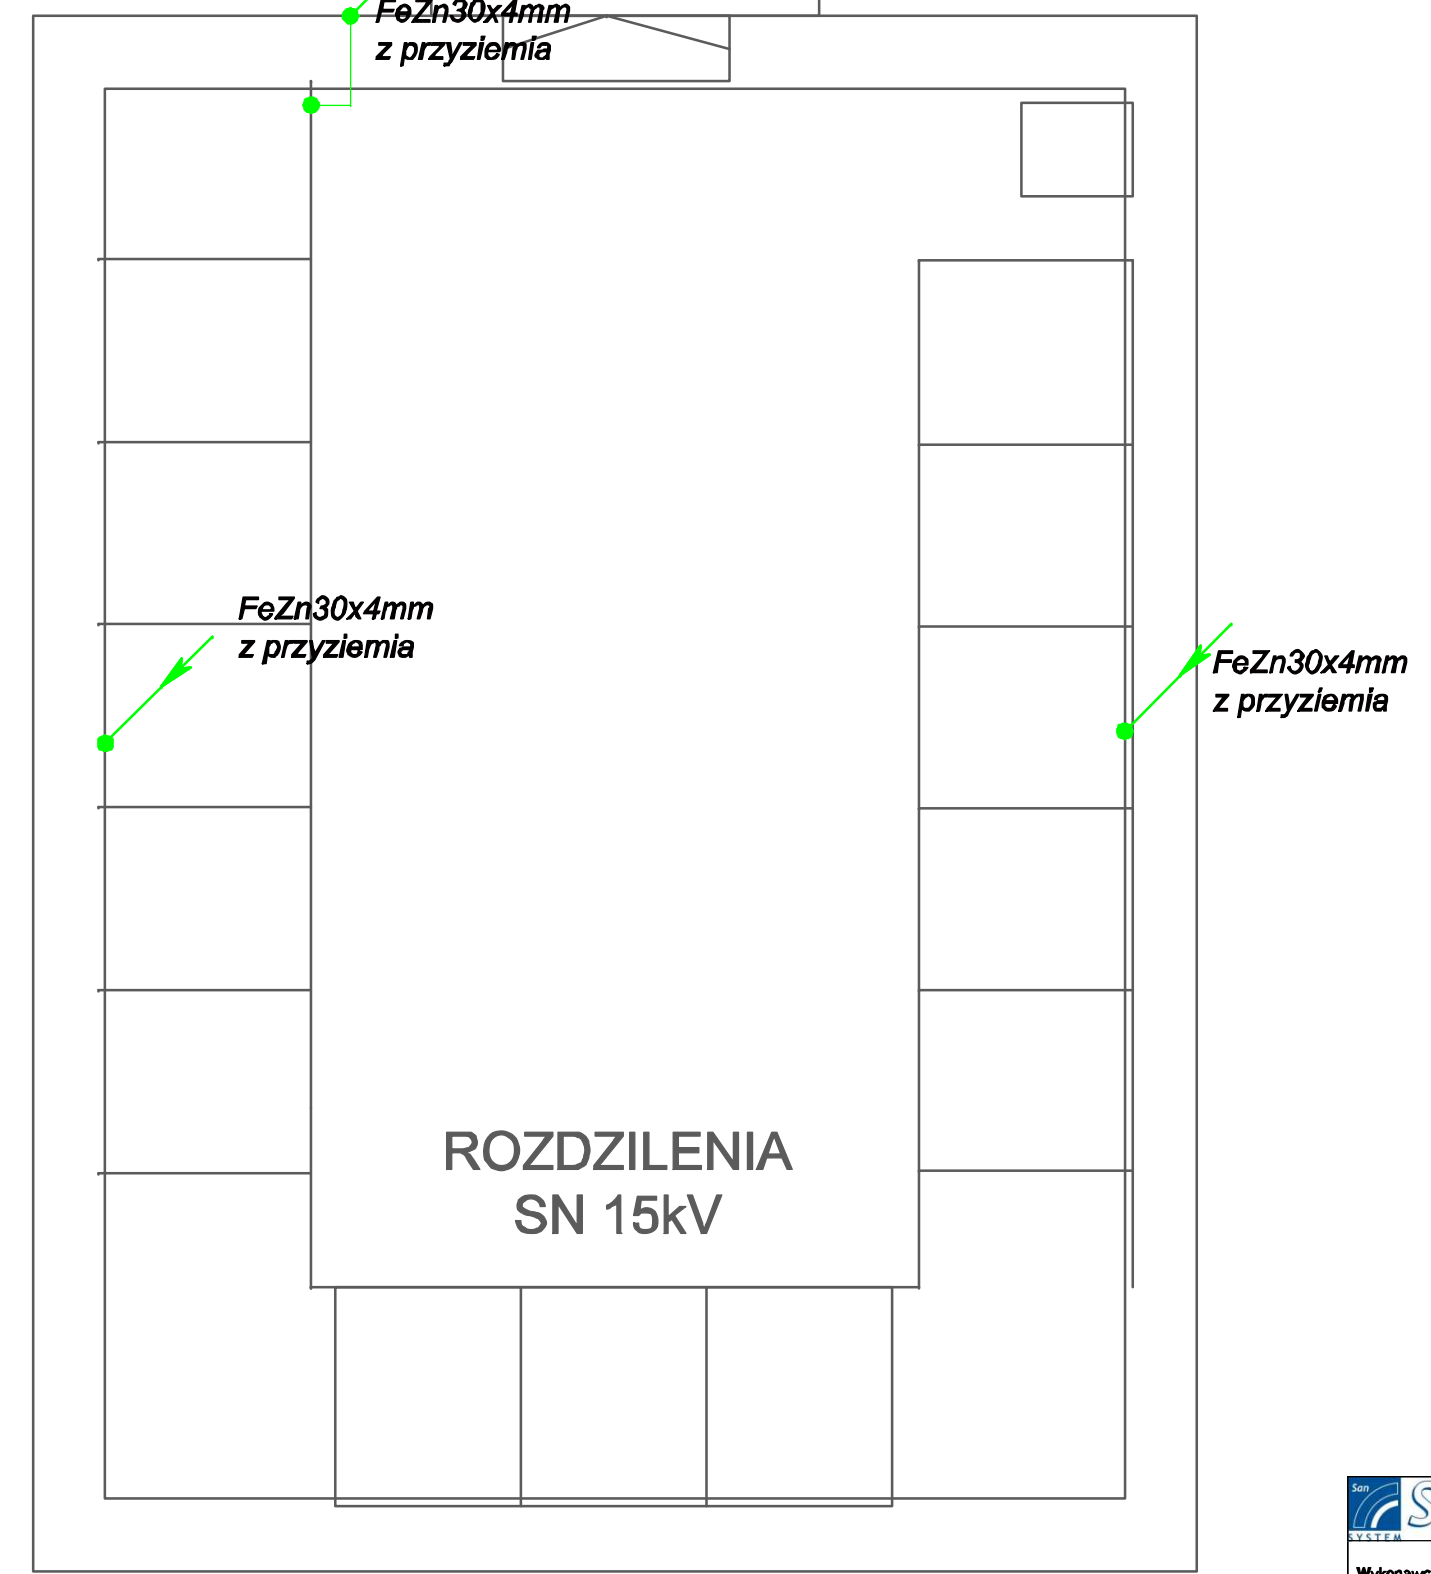 FeZn30x4mm
z przyziemia
FeZn30x4mm
z przyziemia
FeZn30x4mm
z przyziemia
ROZDZILENIA
SN 15kV
San
S
SYSTEM